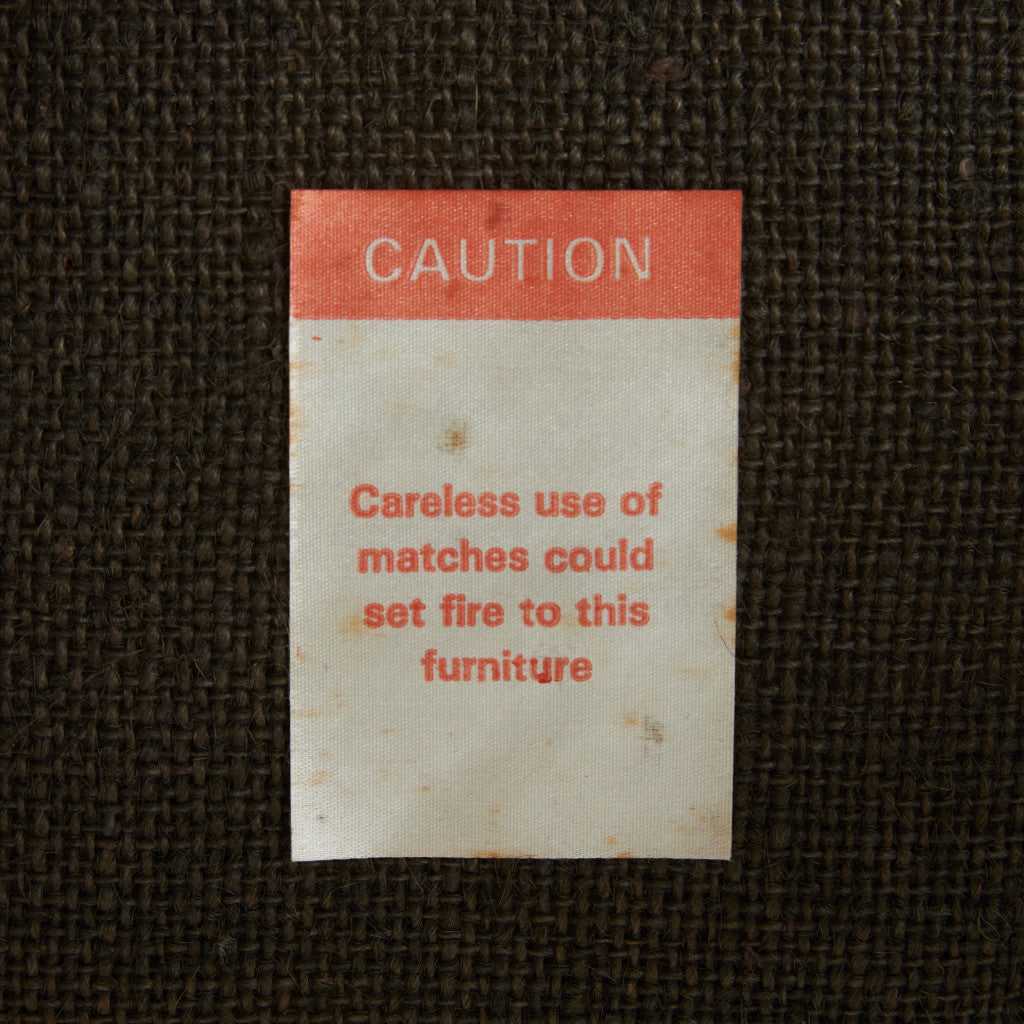 CAUTION
Careless use of
matches could
set fire to this
furniture